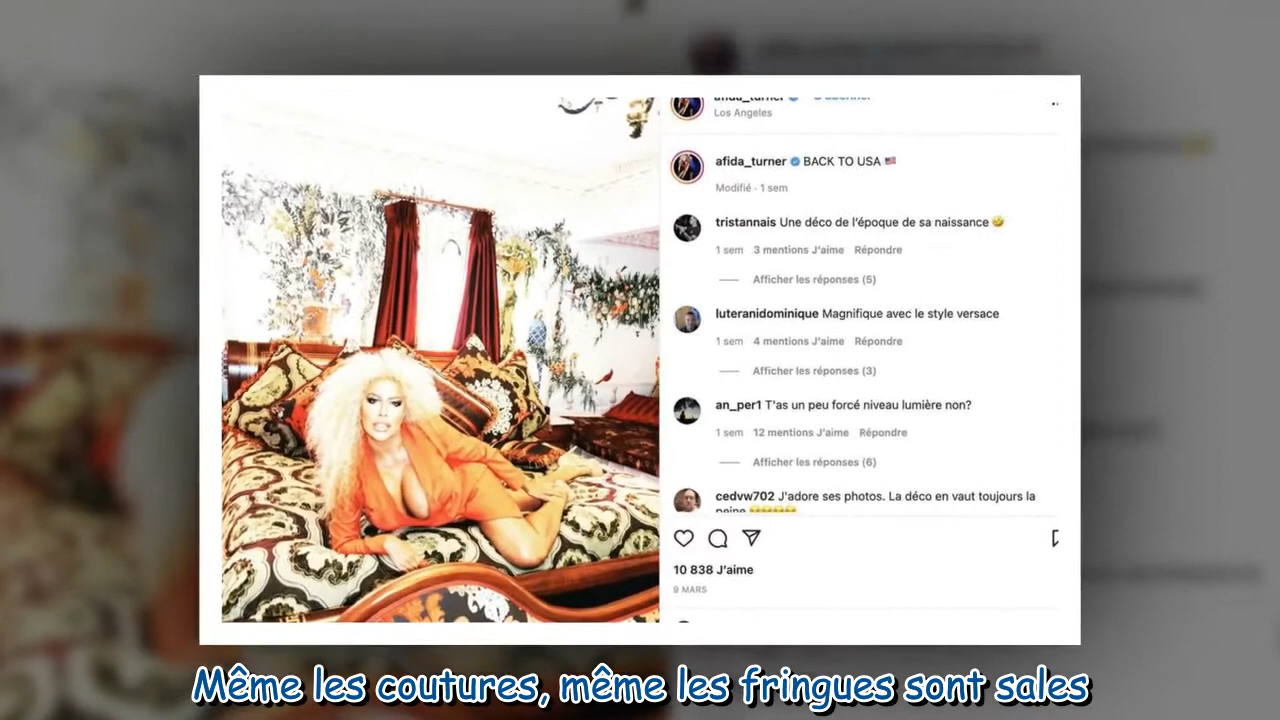 Los Angeles
afida_turner BACK TO USA 🇺🇸
Modifié · 1 sem
tristannais Une déco de l'époque de sa naissance 🤣
1 sem 3 mentions J'aime Répondre
Afficher les réponses (5)
luteranidominique Magnifique avec le style versace
1 sem 4 mentions J'aime Répondre
Afficher les réponses (3)
an_per1 T'as un peu forcé niveau lumière non?
1 sem 12 mentions J'aime Répondre
Afficher les réponses (6)
cedvw702 J'adore ses photos. La déco en vaut toujours la
peine
10 838 J'aime
9 MARS
Même les coutures, même les fringues sont sales